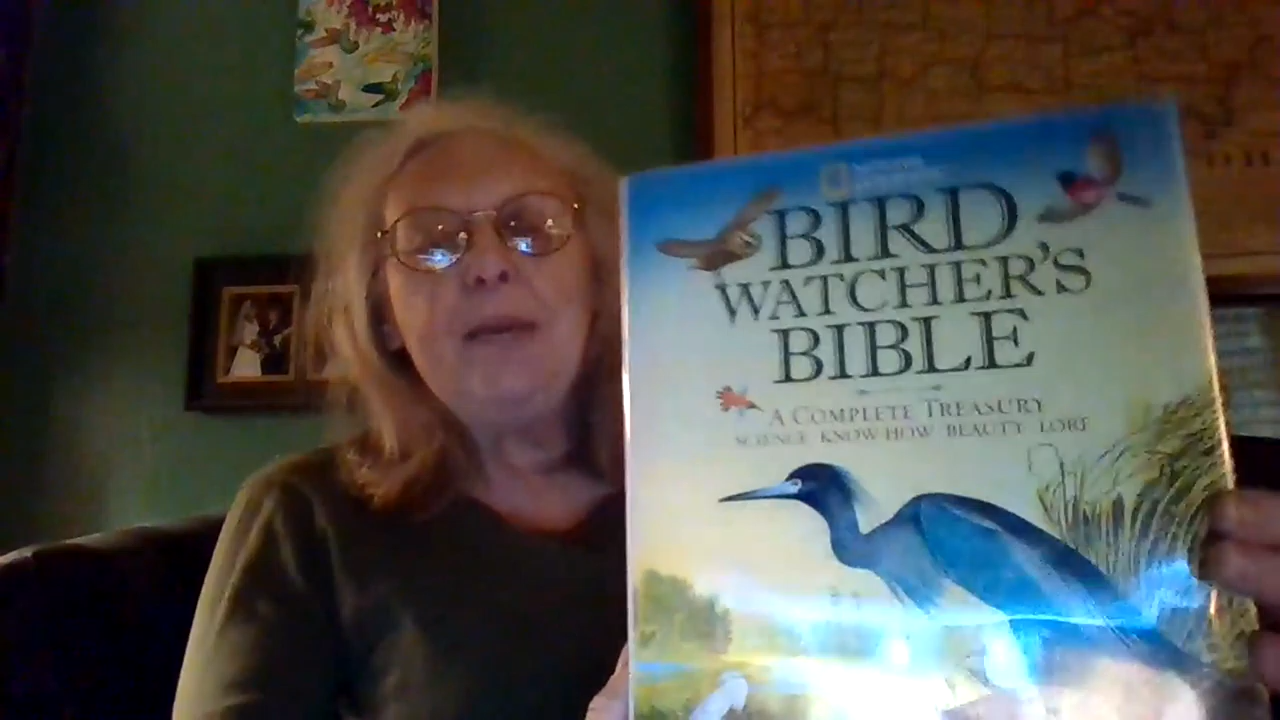 BIRD
WATCHER'S
BIBLE
A COMPLETE TREASURY
SCIENCE KNOW-HOW BEAUTY LORE